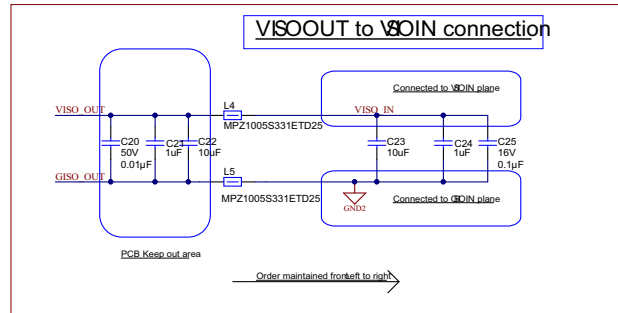 VISOOUT to VISOIN connection
Connected to VISOIN plane
VISO_OUT
L4
VISO_IN
MPZ1005S331ETD25
C20
50V
0.01µF
C21
1uF
C22
10uF
C23
10uF
C24
1uF
C25
16V
0.1µF
GISO_OUT
L5
MPZ1005S331ETD25
GND2
Connected to GISOIN plane
PCB Keep out area
Order maintained from Left to right